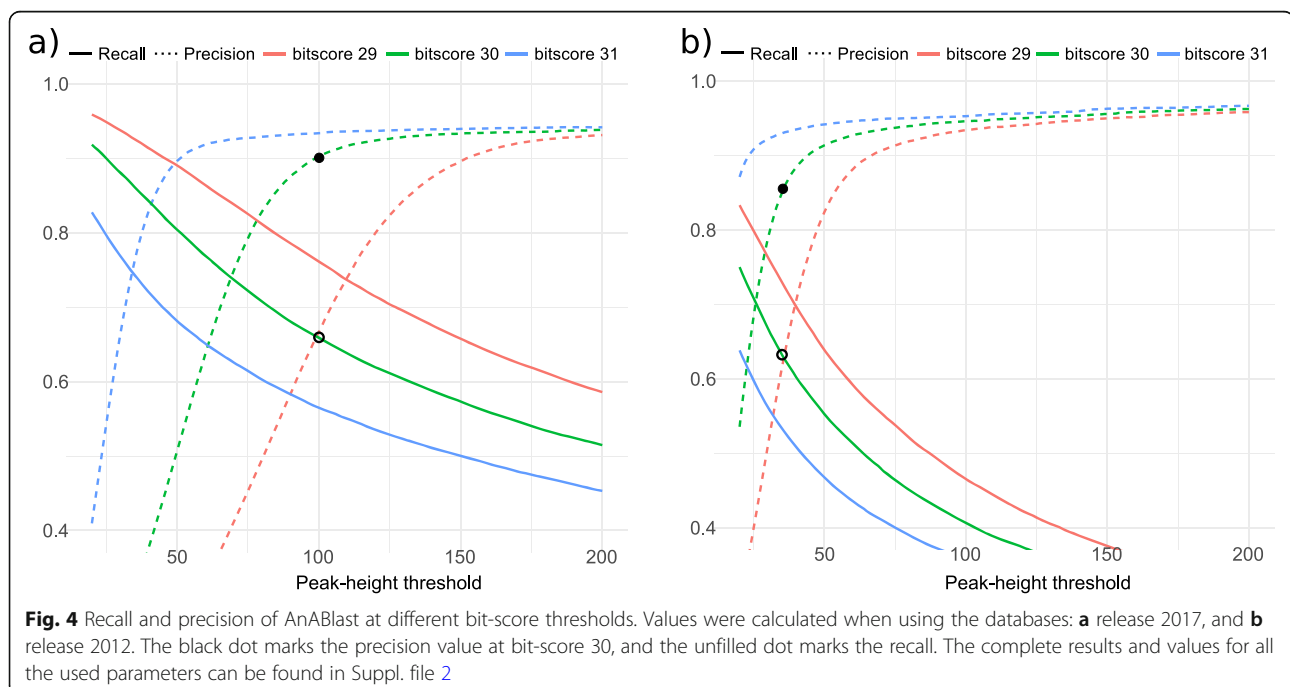 a)
Recall Precision bitscore 29 bitscore 30 bitscore 31
1.0
0.8
0.6
0.4
50 100 150 200
Peak-height threshold
b)
Recall Precision bitscore 29 bitscore 30 bitscore 31
1.0
0.8
0.6
0.4
50 100 150 200
Peak-height threshold
Fig. 4 Recall and precision of AnABlast at different bit-score thresholds. Values were calculated when using the databases: a release 2017, and b
release 2012. The black dot marks the precision value at bit-score 30, and the unfilled dot marks the recall. The complete results and values for all
the used parameters can be found in Suppl. file 2